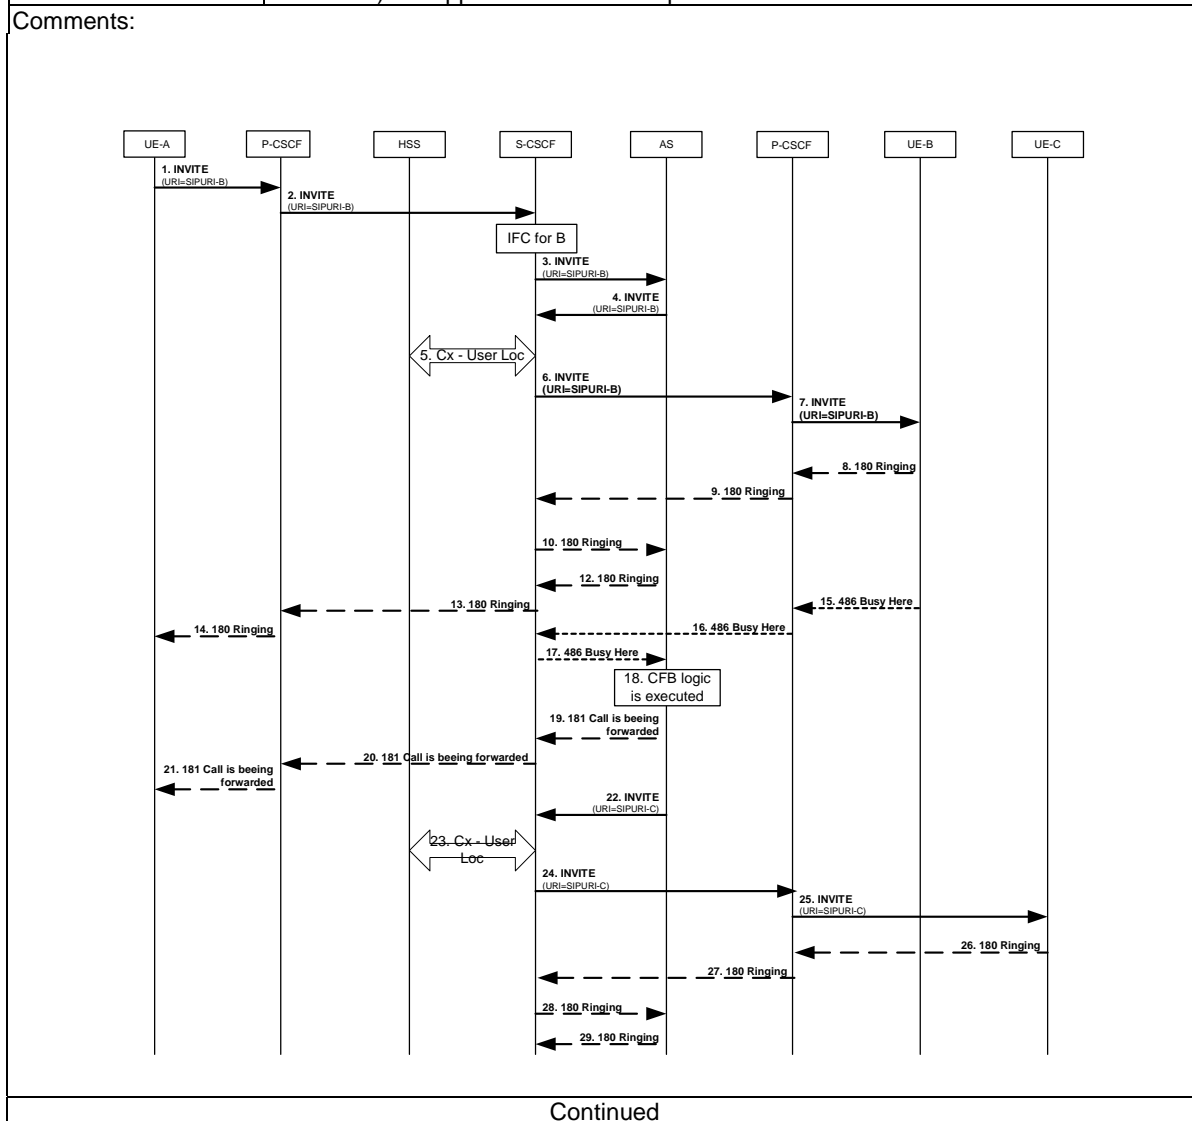 Comments:
UE-A
P-CSCF
HSS
S-CSCF
AS
P-CSCF
UE-B
UE-C
1. INVITE
(URI=SIPURI-B)
2. INVITE
(URI=SIPURI-B)
IFC for B
3. INVITE
(URI=SIPURI-B)
4. INVITE
(URI=SIPURI-B)
5. Cx - User Loc
6. INVITE
(URI=SIPURI-B)
7. INVITE
(URI=SIPURI-B)
8. 180 Ringing
9. 180 Ringing
10. 180 Ringing
12. 180 Ringing
13. 180 Ringing
14. 180 Ringing
15. 486 Busy Here
16. 486 Busy Here
17. 486 Busy Here
18. CFB logic
is executed
19. 181 Call is beeing
forwarded
20. 181 Call is beeing forwarded
21. 181 Call is beeing
forwarded
22. INVITE
(URI=SIPURI-C)
23. Cx - User
Loc
24. INVITE
(URI=SIPURI-C)
25. INVITE
(URI=SIPURI-C)
26. 180 Ringing
27. 180 Ringing
28. 180 Ringing
29. 180 Ringing
Continued